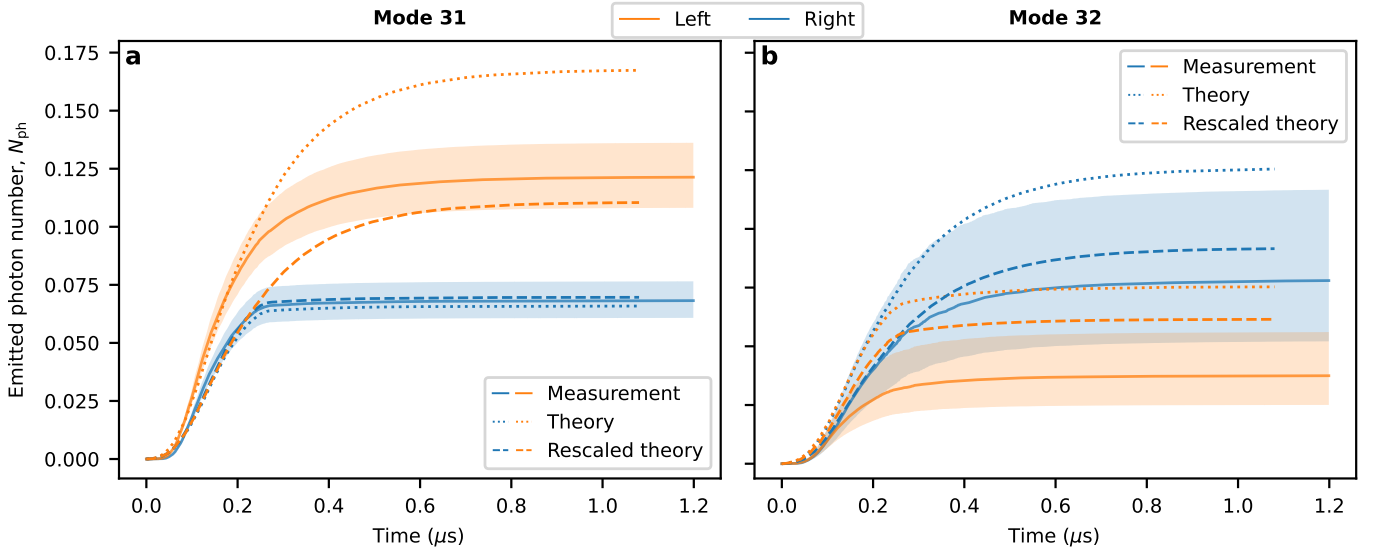 Mode 31
Left
Right
Mode 32
a
b
0.175
0.150
0.125
0.100
0.075
0.050
0.025
0.000
Emitted photon number, N_ph
Measurement
Theory
Rescaled theory
Measurement
Theory
Rescaled theory
0.0 0.2 0.4 0.6 0.8 1.0 1.2
0.0 0.2 0.4 0.6 0.8 1.0 1.2
Time (μs)
Time (μs)